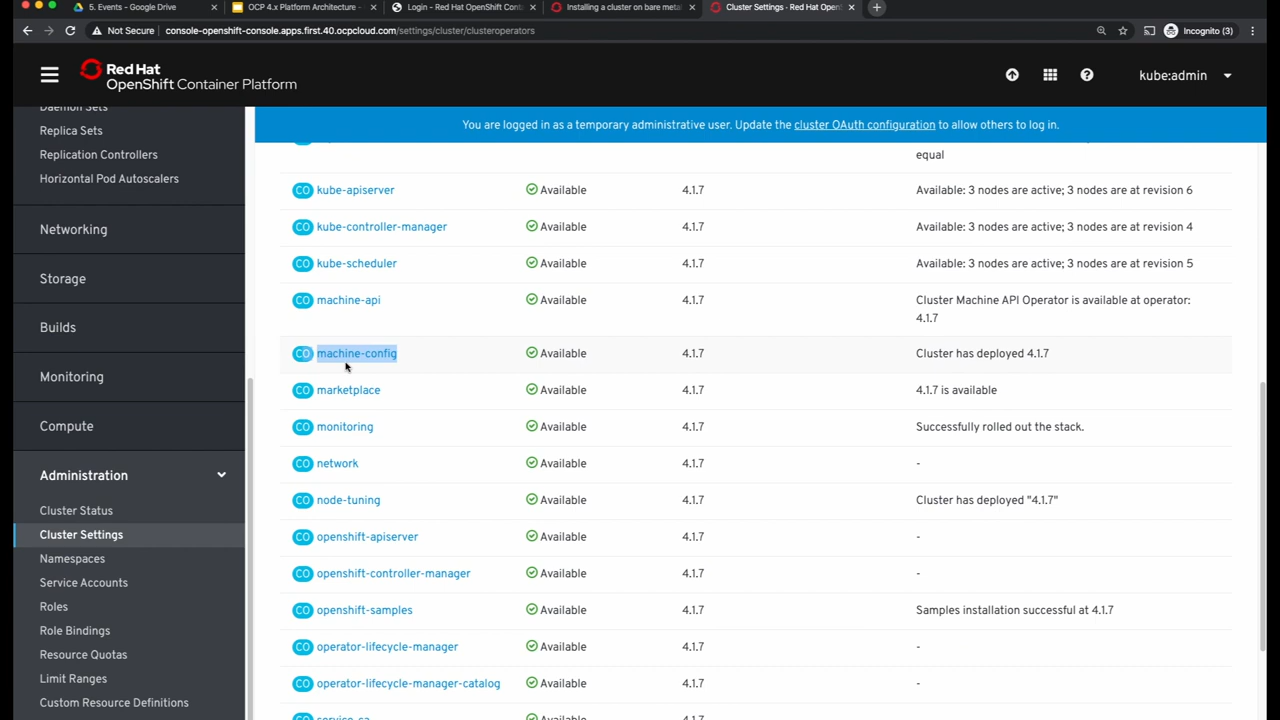 5. Events - Google Drive
OCP 4.x Platform Architecture -
Login - Red Hat OpenShift Cont
Installing a cluster on bare metal
Cluster Settings · Red Hat Open
Not Secure | console-openshift-console.apps.first.40.ocpcloud.com/settings/cluster/clusteroperators
Incognito (3)
Red Hat
OpenShift Container Platform
kube:admin
You are logged in as a temporary administrative user. Update the cluster OAuth configuration to allow others to log in.
Daemon Sets
Replica Sets
Replication Controllers
Horizontal Pod Autoscalers
Networking
Storage
Builds
Monitoring
Compute
Administration
Cluster Status
Cluster Settings
Namespaces
Service Accounts
Roles
Role Bindings
Resource Quotas
Limit Ranges
Custom Resource Definitions
equal
CO kube-apiserver Available 4.1.7 Available: 3 nodes are active; 3 nodes are at revision 6
CO kube-controller-manager Available 4.1.7 Available: 3 nodes are active; 3 nodes are at revision 4
CO kube-scheduler Available 4.1.7 Available: 3 nodes are active; 3 nodes are at revision 5
CO machine-api Available 4.1.7 Cluster Machine API Operator is available at operator:
4.1.7
CO machine-config Available 4.1.7 Cluster has deployed 4.1.7
CO marketplace Available 4.1.7 4.1.7 is available
CO monitoring Available 4.1.7 Successfully rolled out the stack.
CO network Available 4.1.7 -
CO node-tuning Available 4.1.7 Cluster has deployed "4.1.7"
CO openshift-apiserver Available 4.1.7 -
CO openshift-controller-manager Available 4.1.7 -
CO openshift-samples Available 4.1.7 Samples installation successful at 4.1.7
CO operator-lifecycle-manager Available 4.1.7 -
CO operator-lifecycle-manager-catalog Available 4.1.7 -
service-ca Available 4.1.7